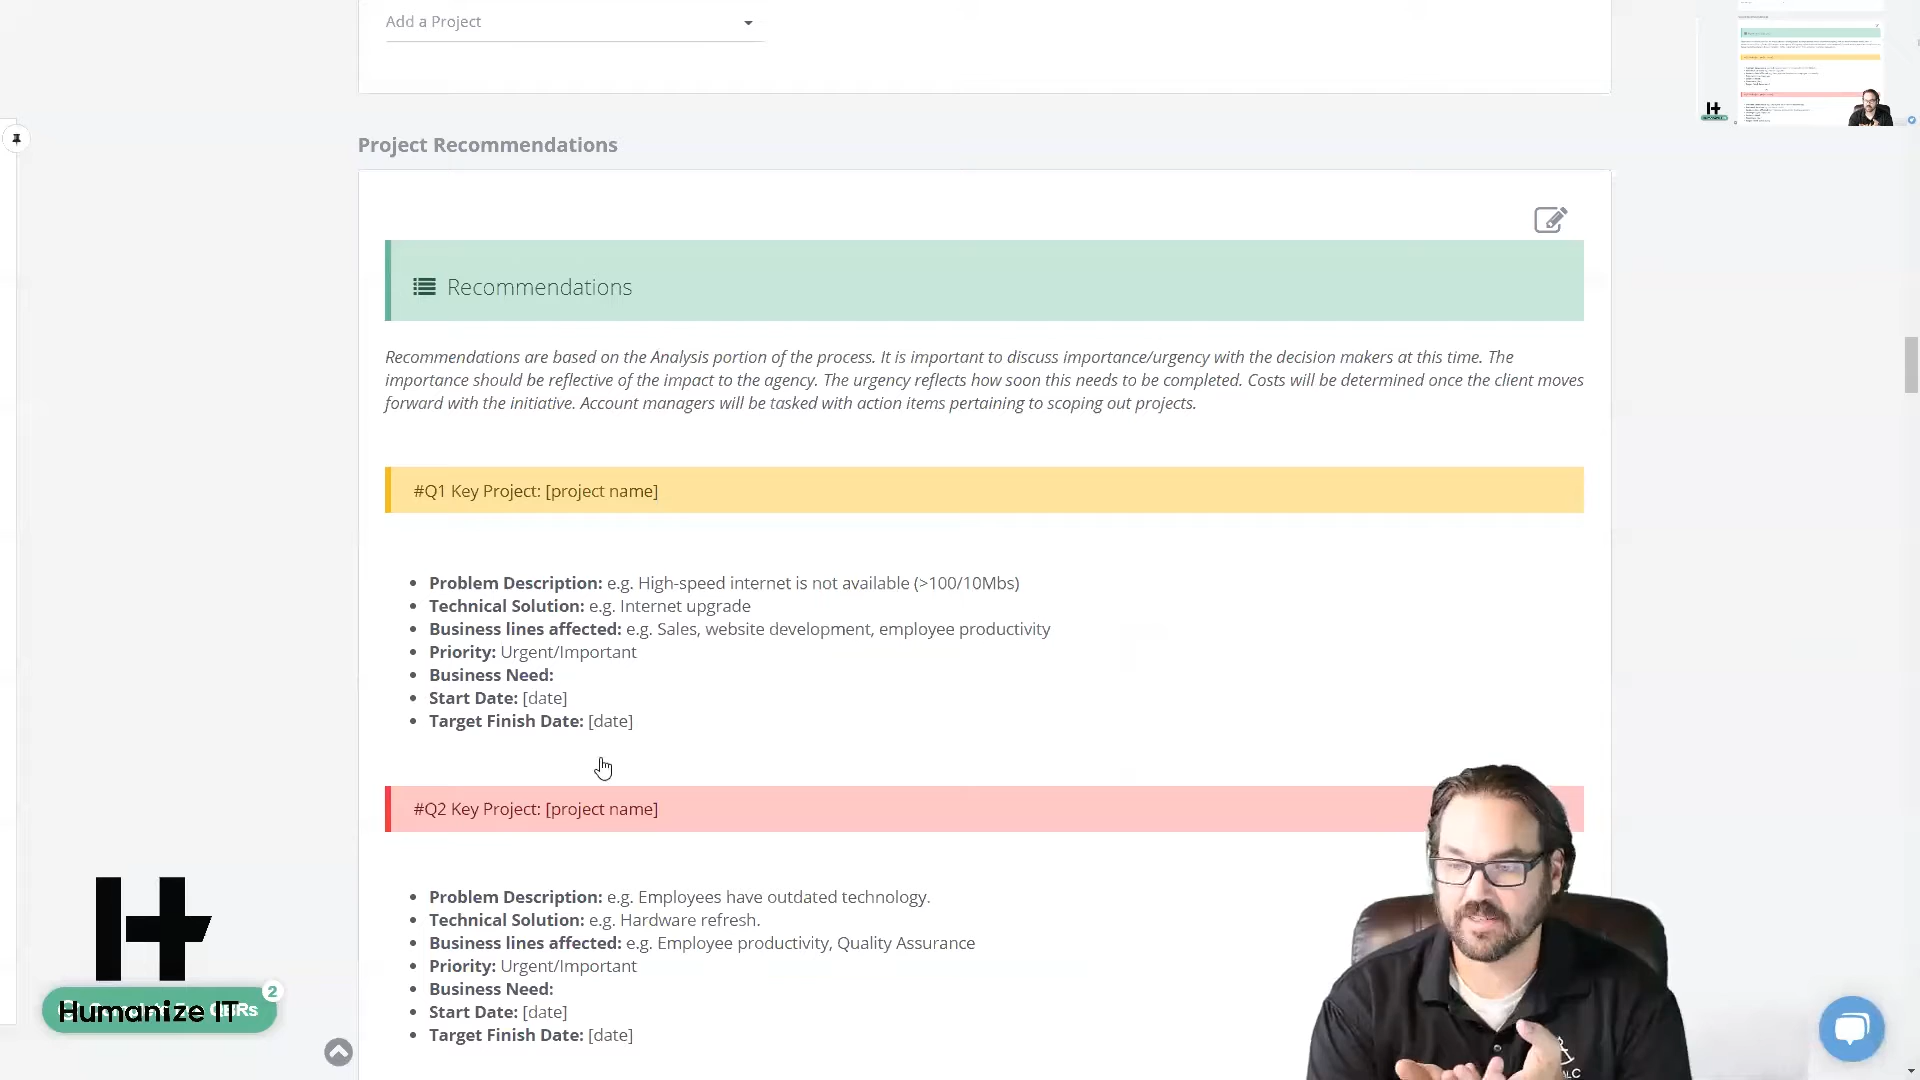 Add a Project
Project Recommendations
Recommendations
Recommendations are based on the Analysis portion of the process. It is important to discuss importance/urgency with the decision makers at this time. The
importance should be reflective of the impact to the agency. The urgency reflects how soon this needs to be completed. Costs will be determined once the client moves
forward with the initiative. Account managers will be tasked with action items pertaining to scoping out projects.
#Q1 Key Project: [project name]
Problem Description: e.g. High-speed internet is not available (>100/10Mbs)
Technical Solution: e.g. Internet upgrade
Business lines affected: e.g. Sales, website development, employee productivity
Priority: Urgent/Important
Business Need:
Start Date: [date]
Target Finish Date: [date]
#Q2 Key Project: [project name]
Problem Description: e.g. Employees have outdated technology.
Technical Solution: e.g. Hardware refresh.
Business lines affected: e.g. Employee productivity, Quality Assurance
Priority: Urgent/Important
Business Need:
Start Date: [date]
Target Finish Date: [date]
2
Humanize IT